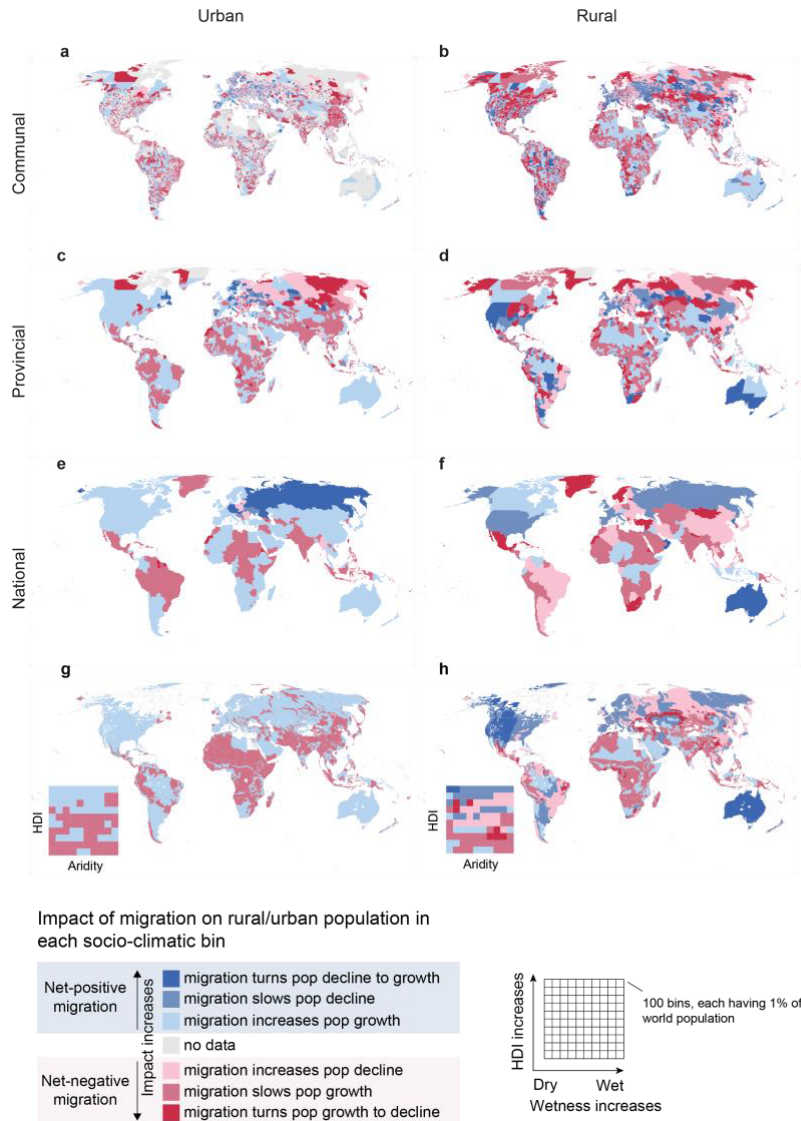 Urban
Rural
a
b
Communal
c
d
Provincial
e
f
National
g
h
HDI
Aridity
HDI
Aridity
Impact of migration on rural/urban population in
each socio-climatic bin
Net-positive
migration
Impact increases
migration turns pop decline to growth
migration slows pop decline
migration increases pop growth
no data
Net-negative
migration
migration increases pop decline
migration slows pop growth
migration turns pop growth to decline
HDI increases
100 bins, each having 1% of
world population
Dry
Wet
Wetness increases